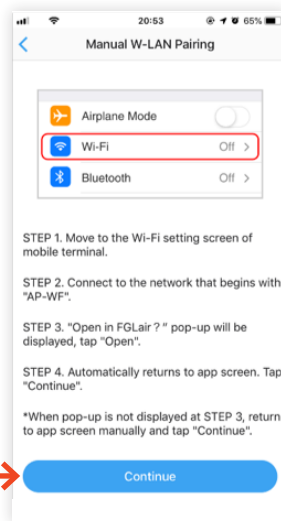 20:53
65%
Manual W-LAN Pairing
Airplane Mode
Wi-Fi
Off
Bluetooth
Off
STEP 1. Move to the Wi-Fi setting screen of
mobile terminal.
STEP 2. Connect to the network that begins with
"AP-WF".
STEP 3. "Open in FGLair ? " pop-up will be
displayed, tap "Open".
STEP 4. Automatically returns to app screen. Tap
"Continue".
*When pop-up is not displayed at STEP 3, return
to app screen manually and tap "Continue".
Continue